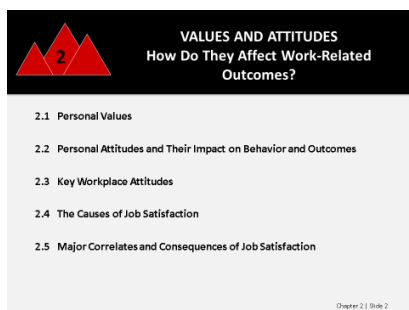 2
VALUES AND ATTITUDES
How Do They Affect Work-Related
Outcomes?
2.1 Personal Values
2.2 Personal Attitudes and Their Impact on Behavior and Outcomes
2.3 Key Workplace Attitudes
2.4 The Causes of Job Satisfaction
2.5 Major Correlates and Consequences of Job Satisfaction
Chapter 2 | Slide 2